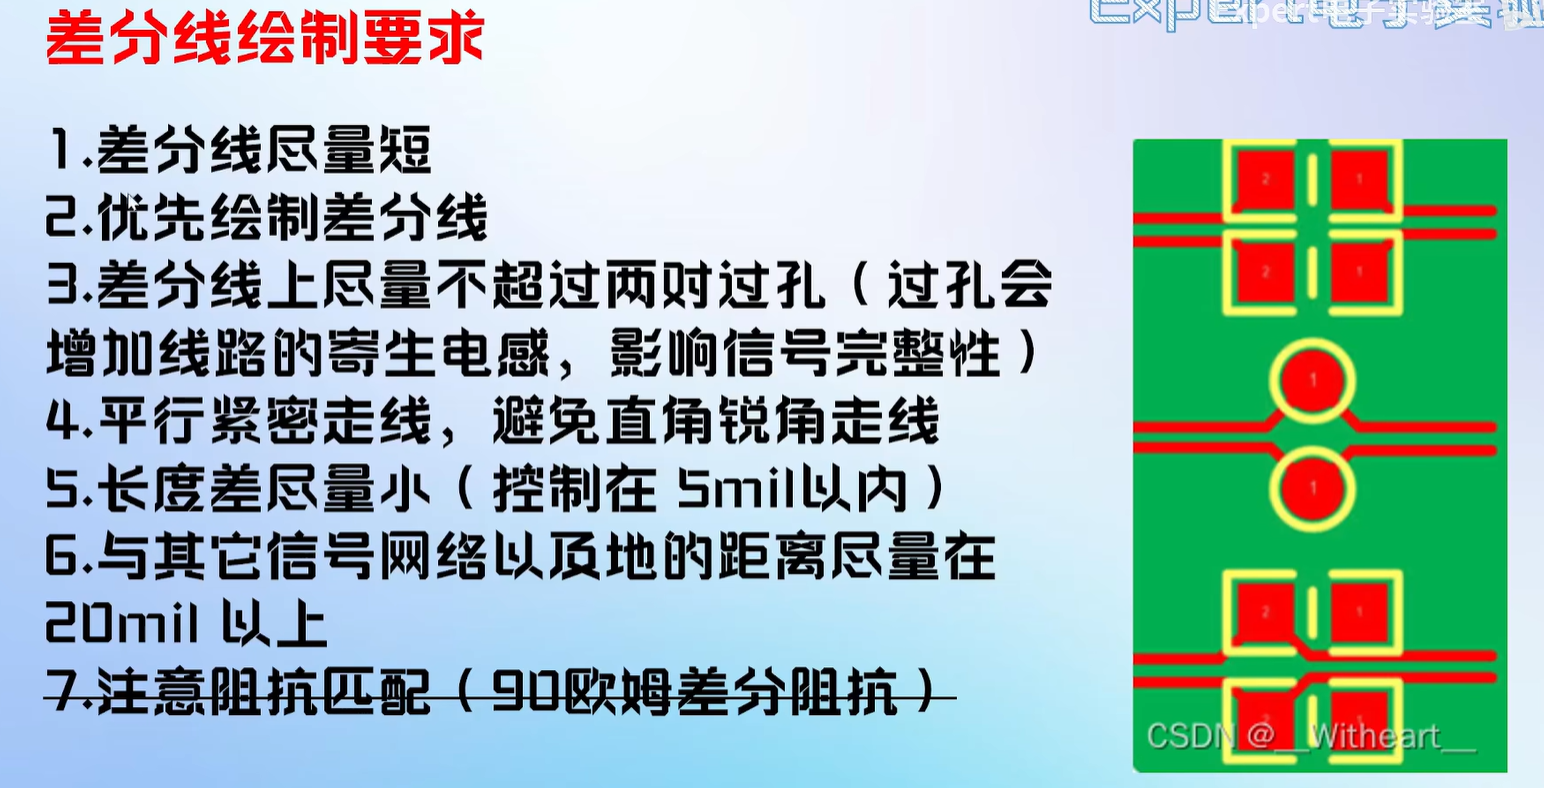 差分线绘制要求
1.差分线尽量短
2.优先绘制差分线
3.差分线上尽量不超过两对过孔（过孔会
增加线路的寄生电感，影响信号完整性）
4.平行紧密走线，避免直角锐角走线
5.长度差尽量小（控制在 5mil以内）
6.与其它信号网络以及地的距离尽量在
20mil 以上
7.注意阻抗匹配（90欧姆差分阻抗）
Expert电子实验
2 1
2 1
1
1
2 1
2 1
CSDN @__Witheart__